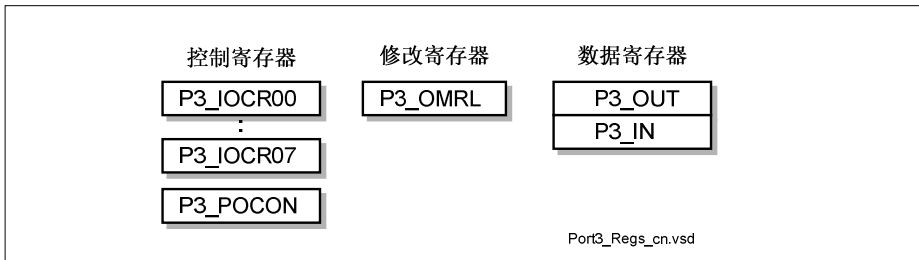 控制寄存器
P3_IOCR00
:
P3_IOCR07
P3_POCON
修改寄存器
P3_OMRL
数据寄存器
P3_OUT
P3_IN
Port3_Regs_cn.vsd